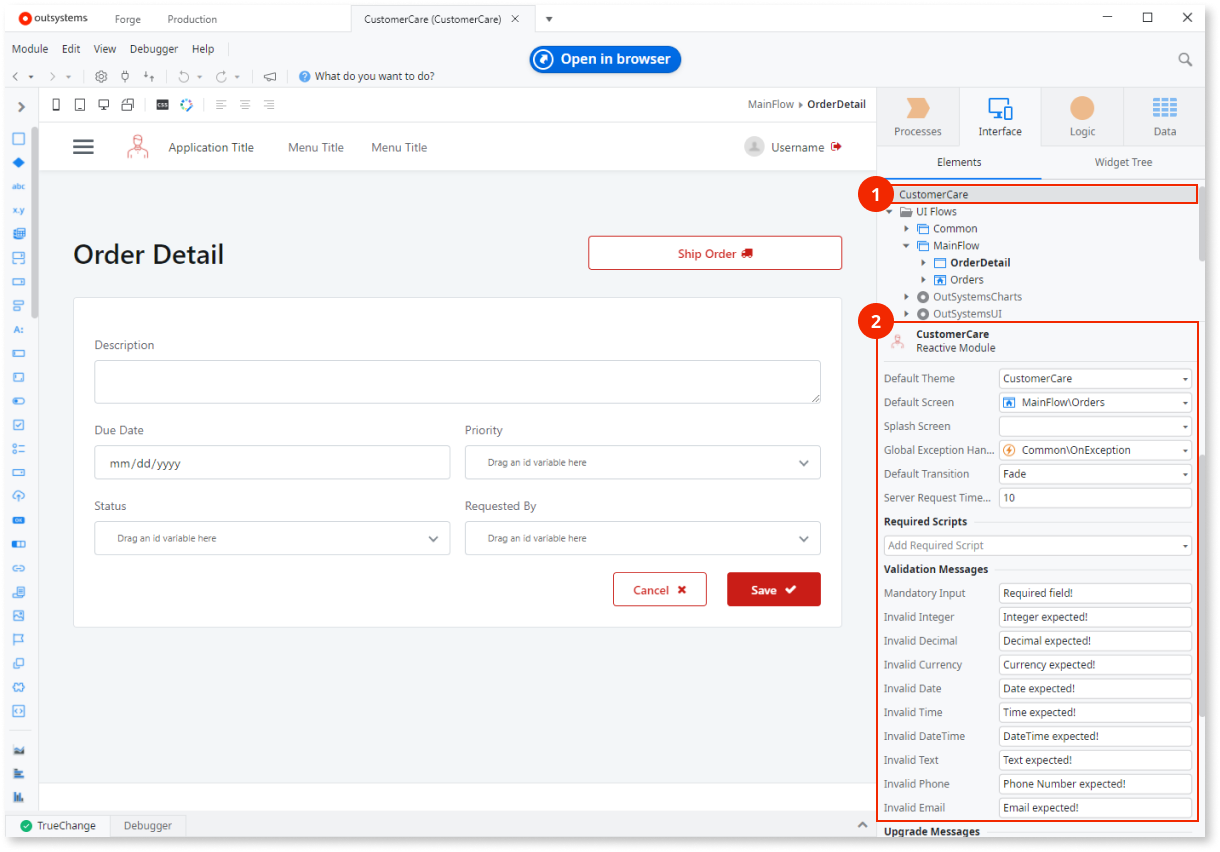 outsystems
Forge
Production
CustomerCare (CustomerCare)
Module Edit View Debugger Help
Open in browser
What do you want to do?
css
MainFlow ▸ OrderDetail
Processes
Interface
Logic
Data
Elements
Widget Tree
Application Title
Menu Title
Menu Title
Username
abc
x.y
A:
OK
Order Detail
Ship Order
Description
Due Date
Priority
mm/dd/yyyy
Drag an id variable here
Status
Requested By
Drag an id variable here
Drag an id variable here
Cancel
Save
1
CustomerCare
UI Flows
Common
MainFlow
OrderDetail
Orders
OutSystemsCharts
OutSystemsUI
2
CustomerCare
Reactive Module
Default Theme CustomerCare
Default Screen MainFlow\Orders
Splash Screen
Global Exception Han... Common\OnException
Default Transition Fade
Server Request Time... 10
Required Scripts
Add Required Script
Validation Messages
Mandatory Input Required field!
Invalid Integer Integer expected!
Invalid Decimal Decimal expected!
Invalid Currency Currency expected!
Invalid Date Date expected!
Invalid Time Time expected!
Invalid DateTime DateTime expected!
Invalid Text Text expected!
Invalid Phone Phone Number expected!
Invalid Email Email expected!
Upgrade Messages
TrueChange
Debugger